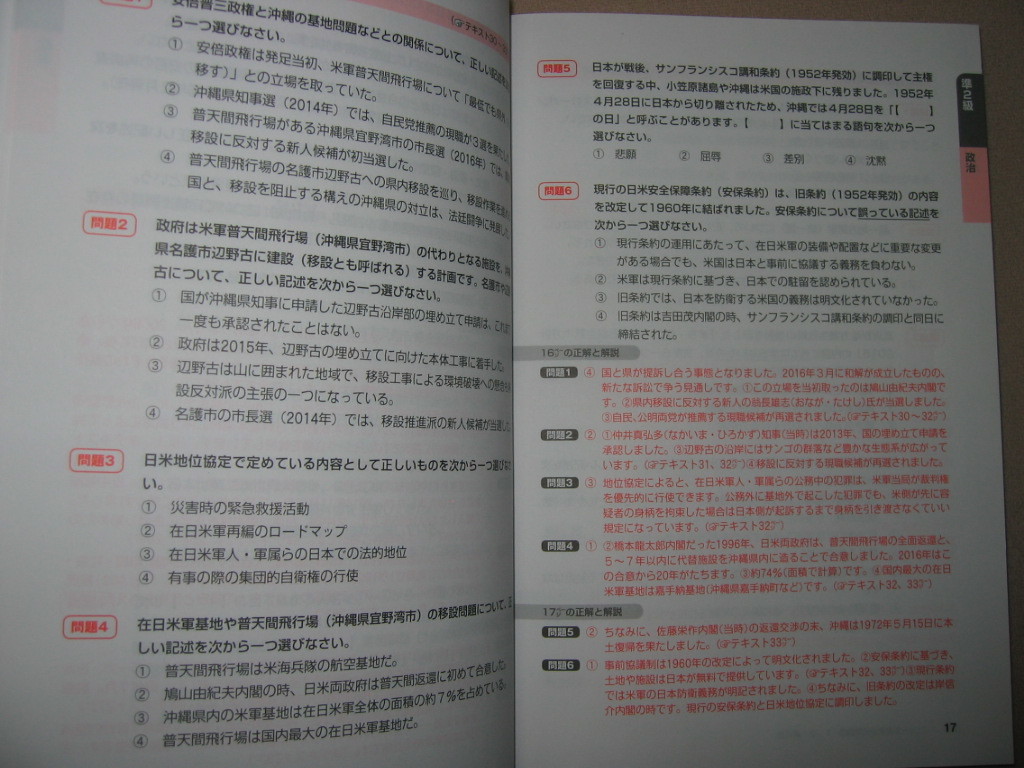 安倍晋三政権と沖縄の基地問題などとの関係について、正しい記述を
(☞テキスト30
ら一つ選びなさい。
① 安倍政権は発足当初、米軍普天間飛行場について「最低でも県外
移す)」との立場を取っていた。
② 沖縄県知事選(2014年)では、自民党推薦の現職が3選を果たし
③ 普天間飛行場がある沖縄県宜野湾市の市長選(2016年)では、
移設に反対する新人候補が初当選した。
④ 普天間飛行場の名護市辺野古への県内移設を巡り、移設作業を
国と、移設を阻止する構えの沖縄県の対立は、法廷闘争に発展し
問題2
政府は米軍普天間飛行場(沖縄県宜野湾市)の代わりとなる施設を、
県名護市辺野古に建設(移設とも呼ばれる)する計画です。名護市や辺野
古について、正しい記述を次から一つ選びなさい。
① 国が沖縄県知事に申請した辺野古沿岸部の埋め立て申請は、これまで
一度も承認されたことはない。
② 政府は2015年、辺野古の埋め立てに向けた本体工事に着手した。
③ 辺野古は山に囲まれた地域で、移設工事による環境破壊への懸念が
設反対派の主張の一つになっている。
④ 名護市の市長選(2014年)では、移設推進派の新人候補が当選し
問題3
日米地位協定で定めている内容として正しいものを次から一つ選びなさ
い。
① 災害時の緊急救援活動
② 在日米軍再編のロードマップ
③ 在日米軍人・軍属らの日本での法的地位
④ 有事の際の集団的自衛権の行使
問題4
在日米軍基地や普天間飛行場(沖縄県宜野湾市)の移設問題について、正
しい記述を次から一つ選びなさい。
① 普天間飛行場は米海兵隊の航空基地だ。
② 鳩山由紀夫内閣の時、日米両政府は普天間返還に初めて合意した。
③ 沖縄県内の米軍基地は在日米軍全体の面積の約7%を占めている。
④ 普天間飛行場は国内最大の在日米軍基地だ。
問題5
日本が戦後、サンフランシスコ講和条約(1952年発効)に調印して主権
を回復する中、小笠原諸島や沖縄は米国の施政下に残りました。1952年
4月28日に日本から切り離されたため、沖縄では4月28日を「【 】
の日」と呼ぶことがあります。【 】に当てはまる語句を次から一つ
選びなさい。
① 悲願 ② 屈辱 ③ 差別 ④ 沈黙
準2級
政治
問題6
現行の日米安全保障条約(安保条約)は、旧条約(1952年発効)の内容
を改定して1960年に結ばれました。安保条約について誤っている記述を
次から一つ選びなさい。
① 現行条約の運用にあたって、在日米軍の装備や配置などに重要な変更
がある場合でも、米国は日本と事前に協議する義務を負わない。
② 米軍は現行条約に基づき、日本での駐留を認められている。
③ 旧条約では、日本を防衛する米国の義務は明文化されていなかった。
④ 旧条約は吉田茂内閣の時、サンフランシスコ講和条約の調印と同日に
締結された。
16ページの正解と解説
問題1 ④ 国と県が提訴し合う事態となりました。2016年3月に和解が成立したものの、
新たな訴訟で争う見通しです。①この立場を当初取ったのは鳩山由紀夫内閣で
す。②県内移設に反対する新人の翁長雄志(おなが・たけし)氏が当選しました。
③自民、公明両党が推薦する現職候補が再選されました。(☞テキスト30〜32ページ)
問題2 ② ①仲井真弘多(なかいま・ひろかず)知事(当時)は2013年、国の埋め立て申請を
承認しました。③辺野古の沿岸にはサンゴの群落など豊かな生態系が広がって
います。(☞テキスト31、32ページ)④移設に反対する現職候補が再選されました。
問題3 ③ 地位協定によると、在日米軍人・軍属らの公務中の犯罪は、米軍当局が裁判権
を優先的に行使できます。公務外に基地外で起こした犯罪でも、米側が先に容
疑者の身柄を拘束した場合は日本側が起訴するまで身柄を引き渡さなくていい
規定になっています。(☞テキスト32ページ)
問題4 ① ②橋本龍太郎内閣だった1996年、日米両政府は、普天間飛行場の全面返還と、
5〜7年以内に代替施設を沖縄県内に造ることで合意しました。2016年はこ
の合意から20年がたちます。③約74%(面積で計算)です。④国内最大の在日
米軍基地は嘉手納基地(沖縄県嘉手納町など)です。(☞テキスト32、33ページ)
17ページの正解と解説
問題5 ② ちなみに、佐藤栄作内閣(当時)の返還交渉の末、沖縄は1972年5月15日に本
土復帰を果たしました。(☞テキスト33ページ)
問題6 ① 事前協議制は1960年の改定によって明文化されました。②安保条約に基づき、
土地や施設は日本が無料で提供しています。(☞テキスト32、33ページ)③現行条約
では米軍の日本防衛義務が明記されました。④ちなみに、旧条約の改定は岸信
介内閣の時です。現行の安保条約と日米地位協定に調印しました。
17